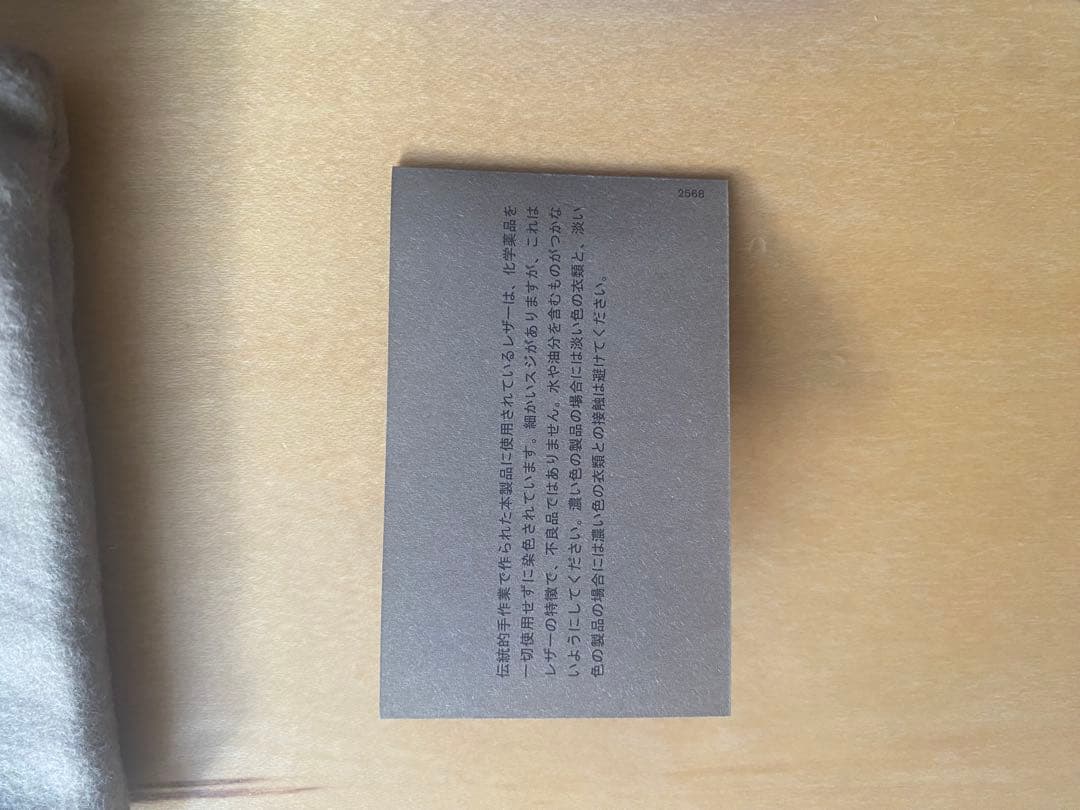 伝統的手作業で作られた本製品に使用されているレザーは、化学薬品を
一切使用せずに染色されています。細かいスジがありますが、これは
レザーの特徴で、不良品ではありません。水や油分を含むものがつかな
いようにしてください。濃い色の製品の場合には淡い色の衣類と、淡い
色の製品の場合には濃い色の衣類との接触は避けてください。
2568